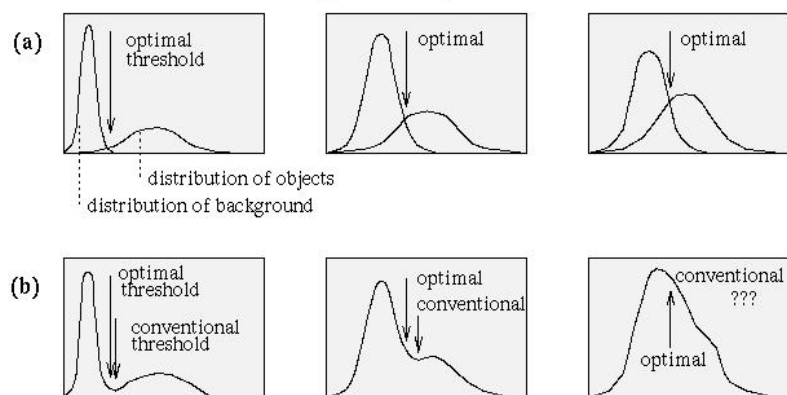 (a)
optimal
threshold
optimal
optimal
distribution of objects
distribution of background
(b)
optimal
threshold
conventional
threshold
optimal
conventional
conventional
???
optimal